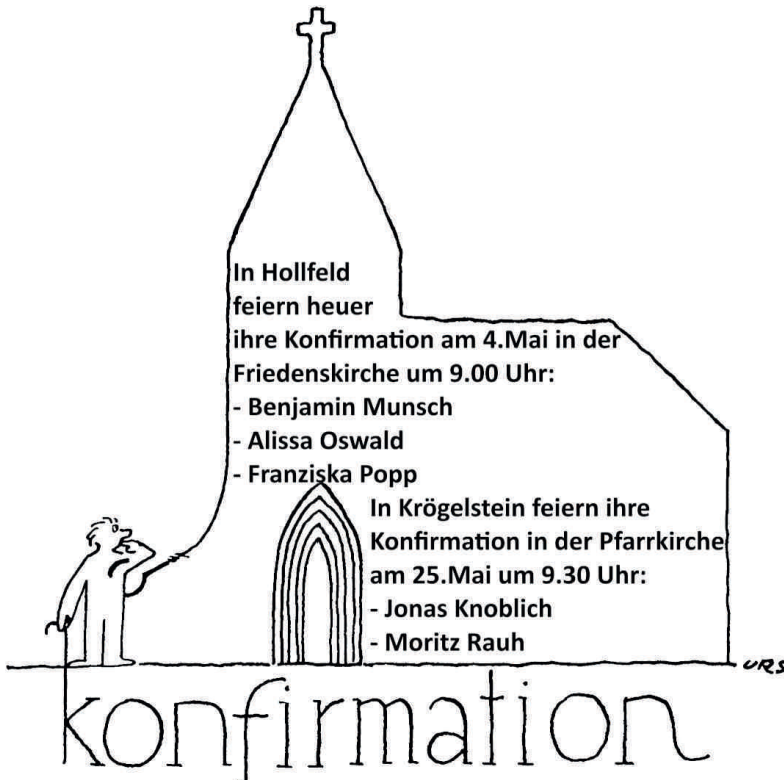 In Hollfeld
feiern heuer
ihre Konfirmation am 4.Mai in der
Friedenskirche um 9.00 Uhr:
- Benjamin Munsch
- Alissa Oswald
- Franziska Popp
In Krögelstein feiern ihre
Konfirmation in der Pfarrkirche
am 25.Mai um 9.30 Uhr:
- Jonas Knoblich
- Moritz Rauh
URS
konfirmation